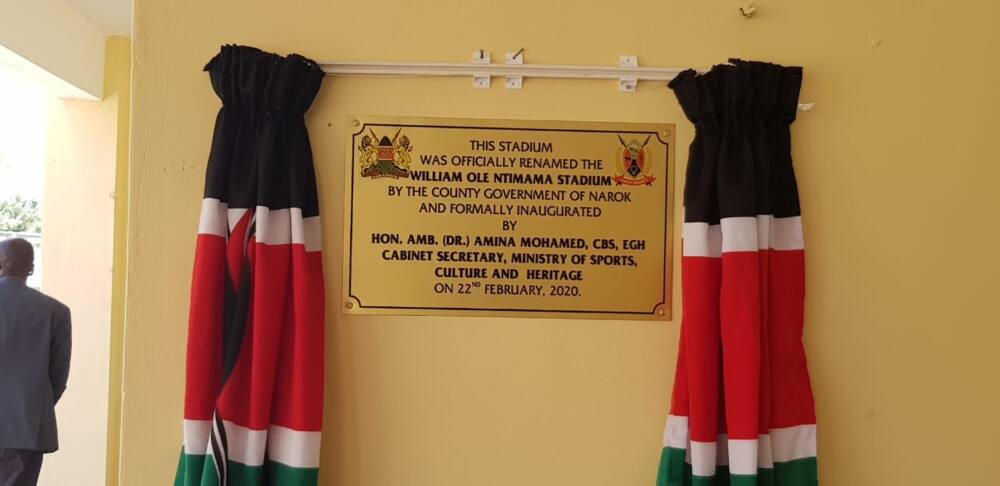 THIS STADIUM
WAS OFFICIALLY RENAMED THE
WILLIAM OLE NTIMAMA STADIUM
BY THE COUNTY GOVERNMENT OF NAROK
AND FORMALLY INAUGURATED
BY
HON. AMB. (DR.) AMINA MOHAMED, CBS, EGH
CABINET SECRETARY, MINISTRY OF SPORTS,
CULTURE AND HERITAGE
ON 22ND FEBRUARY, 2020.